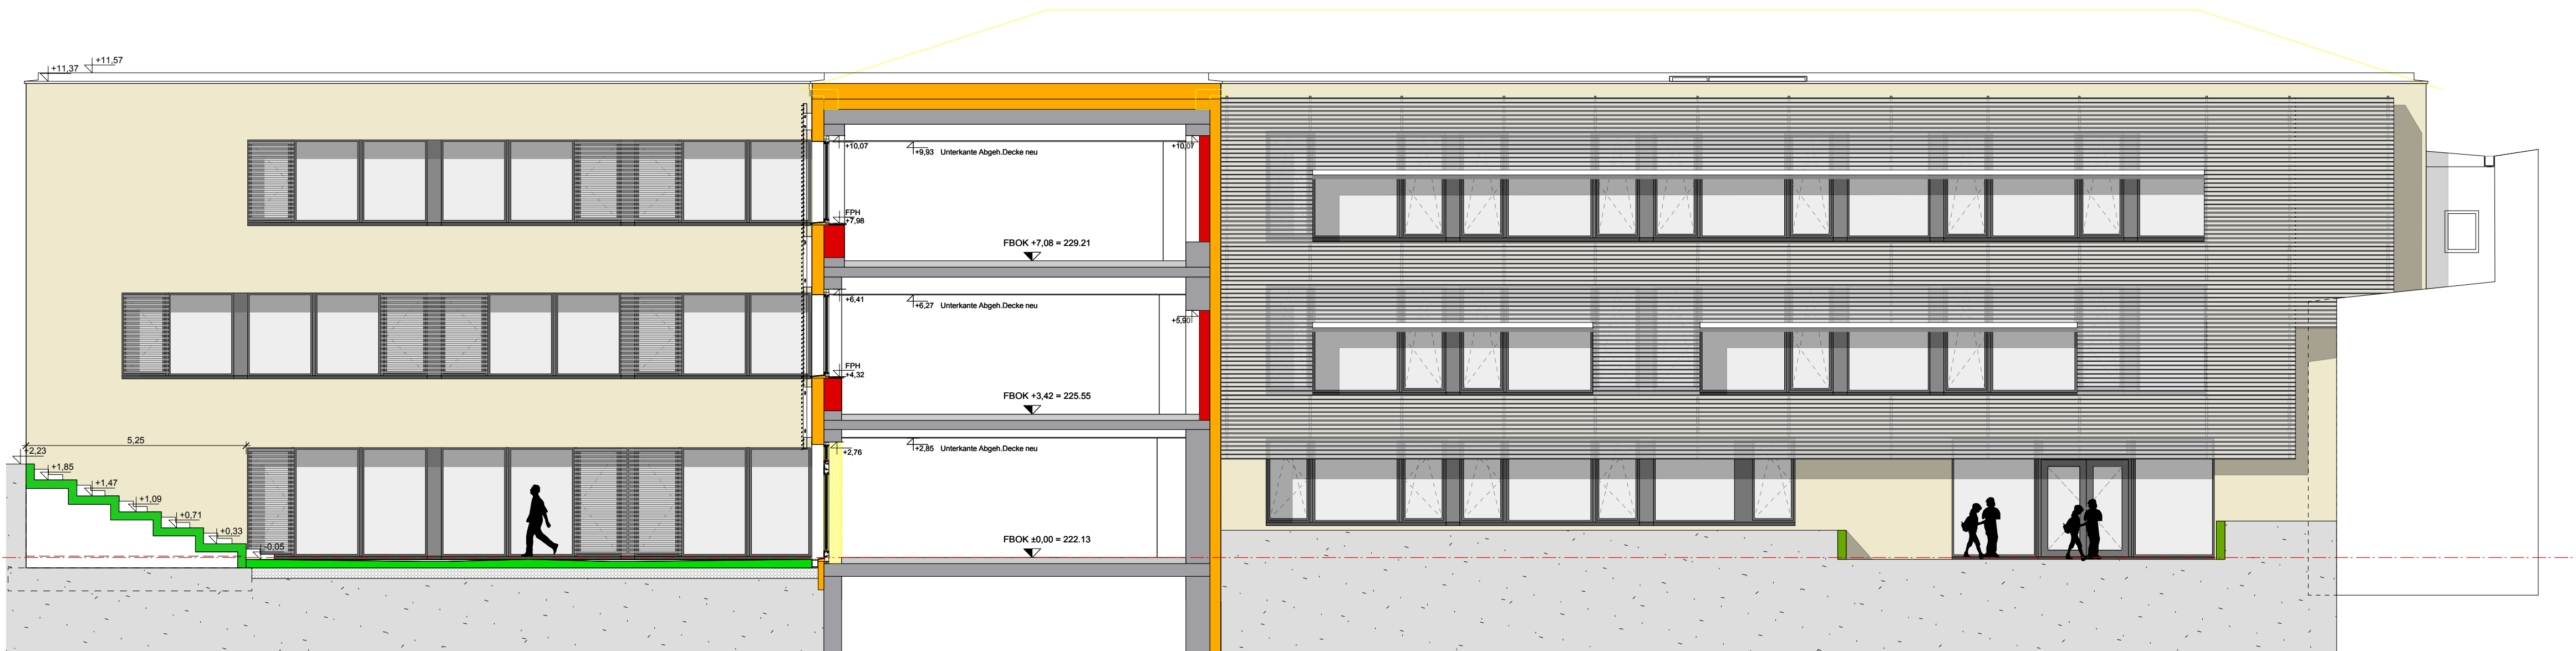 +11,57
+11,37
+10,07
+9,93 Unterkante Abgeh.Decke neu
+10,07
FPH
+7,98
FBOK +7,08 = 229.21
+6,41
+6,27 Unterkante Abgeh.Decke neu
+5,90
FPH
+4,32
FBOK +3,42 = 225.55
5,25
+2,23
+2,76
+2,85 Unterkante Abgeh.Decke neu
+1,85
+1,47
+1,09
+0,71
+0,33
-0,05
FBOK ±0,00 = 222.13